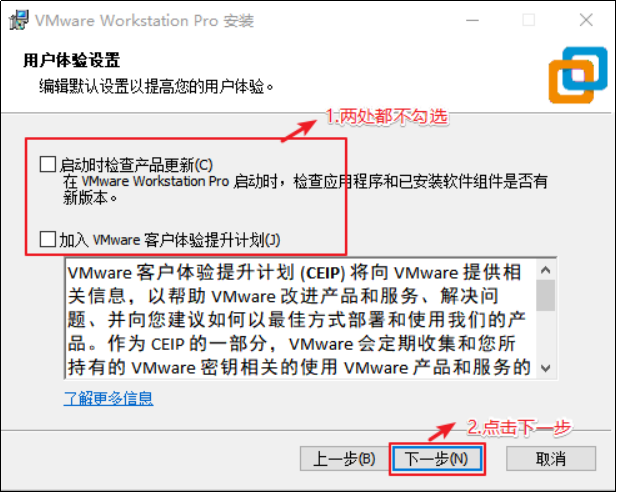 VMware Workstation Pro 安装
用户体验设置
编辑默认设置以提高您的用户体验。
1.两处都不勾选
启动时检查产品更新(C)
在 VMware Workstation Pro 启动时，检查应用程序和已安装软件组件是否有
新版本。
加入 VMware 客户体验提升计划(J)
VMware 客户体验提升计划 (CEIP) 将向 VMware 提供相
关信息，以帮助 VMware 改进产品和服务、解决问
题、并向您建议如何以最佳方式部署和使用我们的产
品。作为 CEIP 的一部分，VMware 会定期收集和您所
持有的 VMware 密钥相关的使用 VMware 产品和服务的
了解更多信息
2.点击下一步
上一步(B)
下一步(N)
取消